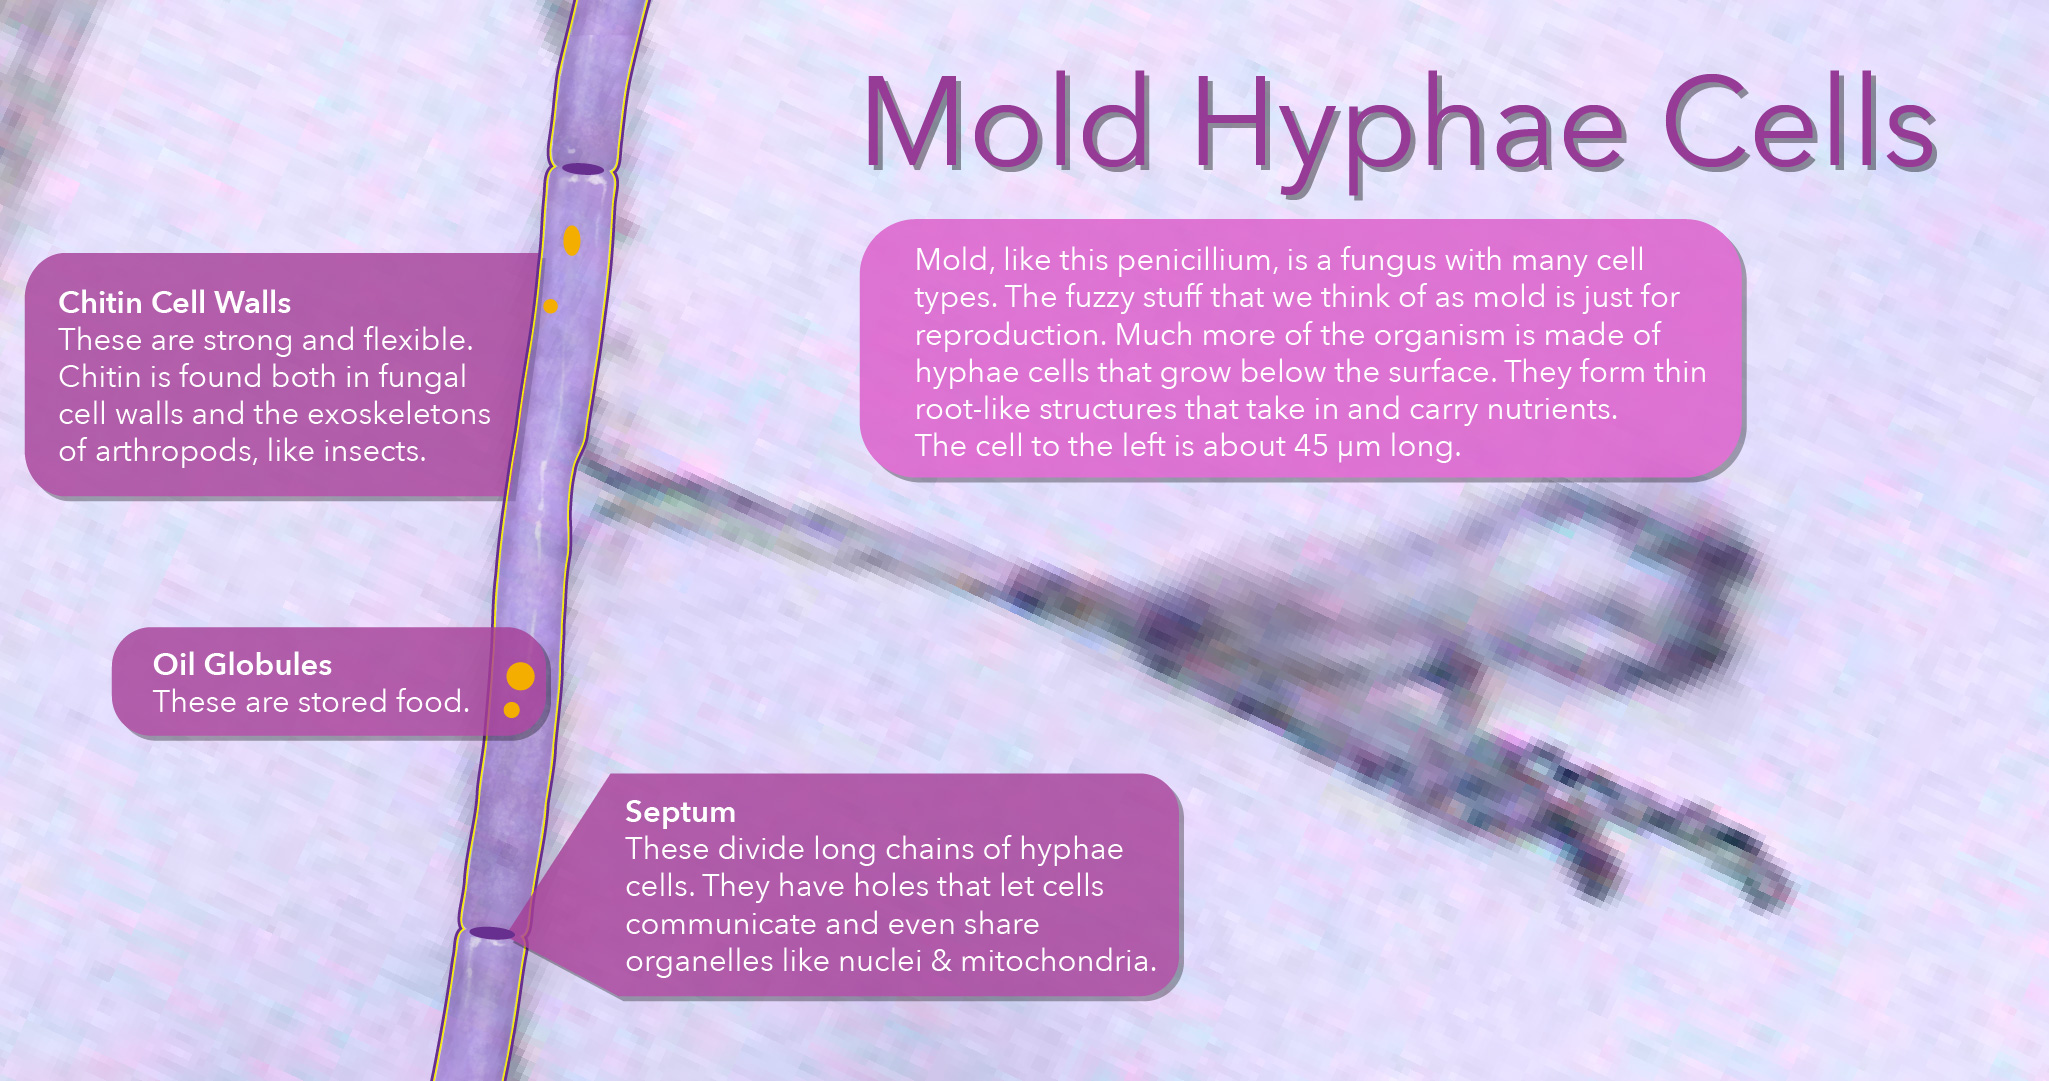 Mold Hyphae Cells
Mold, like this penicillium, is a fungus with many cell
types. The fuzzy stuff that we think of as mold is just for
reproduction. Much more of the organism is made of
hyphae cells that grow below the surface. They form thin
root-like structures that take in and carry nutrients.
The cell to the left is about 45 µm long.
Chitin Cell Walls
These are strong and flexible.
Chitin is found both in fungal
cell walls and the exoskeletons
of arthropods, like insects.
Oil Globules
These are stored food.
Septum
These divide long chains of hyphae
cells. They have holes that let cells
communicate and even share
organelles like nuclei & mitochondria.